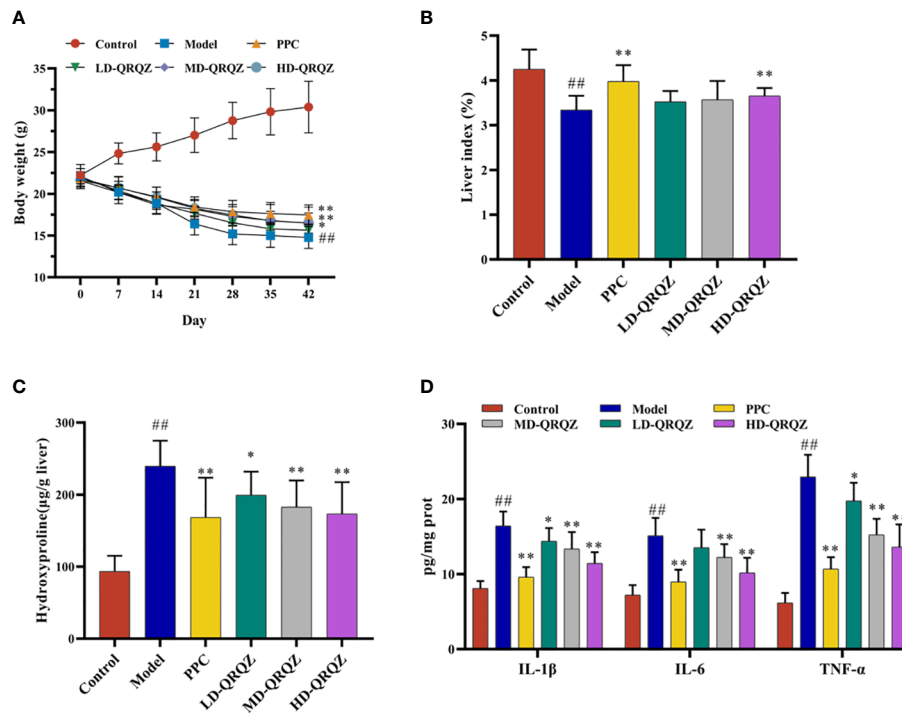 A
Control Model PPC
LD-QRQZ MD-QRQZ HD-QRQZ
Body weight (g)
35
30
25
20
15
10
**
**
*
##
0 7 14 21 28 35 42
Day
B
Liver index (%)
5
4
3
2
1
0
##
**
**
Control Model PPC LD-QRQZ MD-QRQZ HD-QRQZ
C
Hydroxyproline(μg/g liver)
300
200
100
0
##
**
*
**
**
Control Model PPC LD-QRQZ MD-QRQZ HD-QRQZ
D
Control Model PPC
MD-QRQZ LD-QRQZ HD-QRQZ
pg/mg prot
30
20
10
0
## ** * ** **
## ** ** **
## ** * ** **
IL-1β IL-6 TNF-α